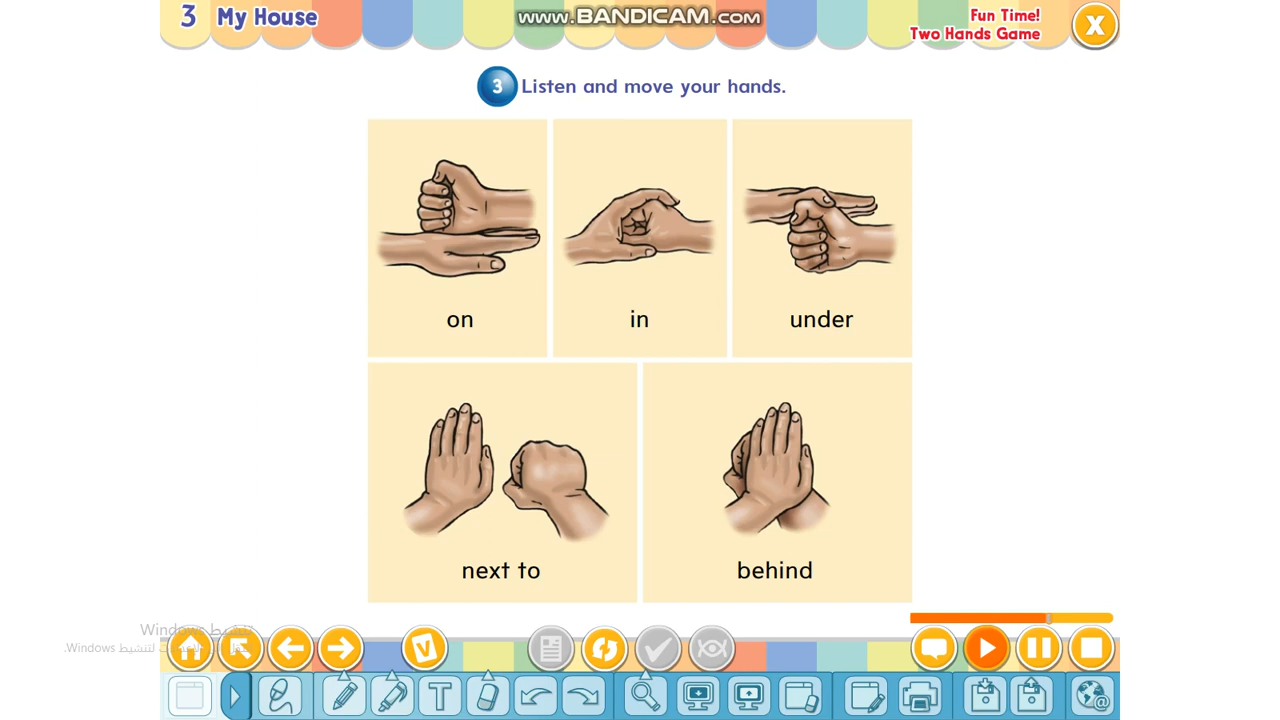 3 My House
www.BANDICAM.com
Fun Time!
Two Hands Game
X
3 Listen and move your hands.
on
in
under
next to
behind
تنشيط Windows
لتنشيط Windows.
V
T
@